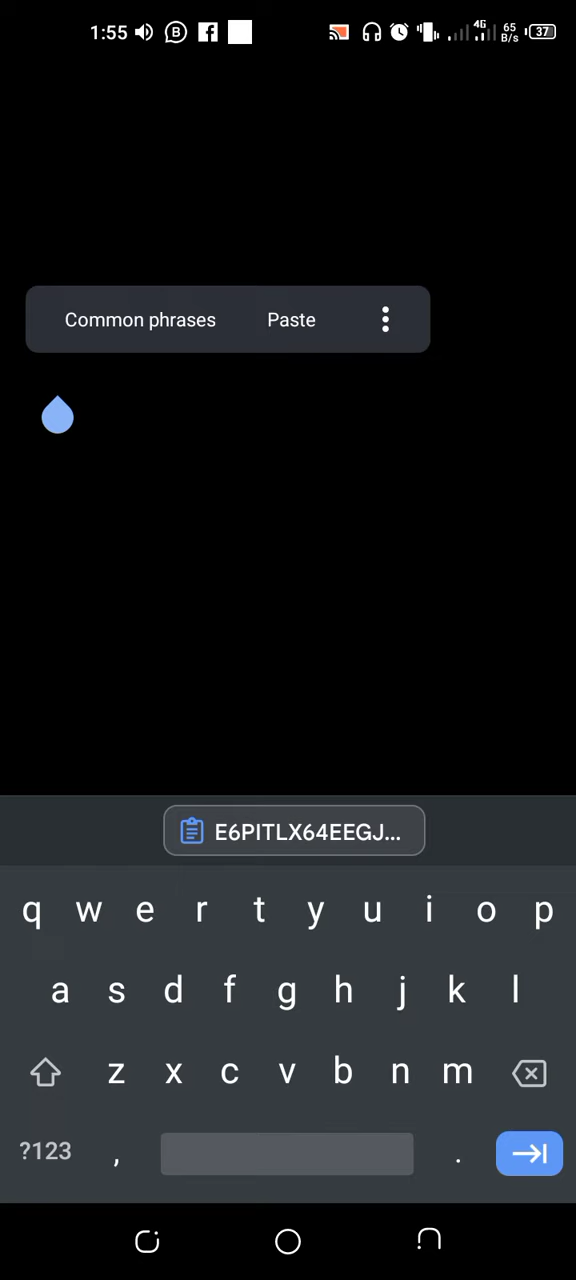 1:55 B f 4G 65 B/s 37
Common phrases Paste
E6PITLX64EEGJ...
q w e r t y u i o p
a s d f g h j k l
z x c v b n m
?123 , .